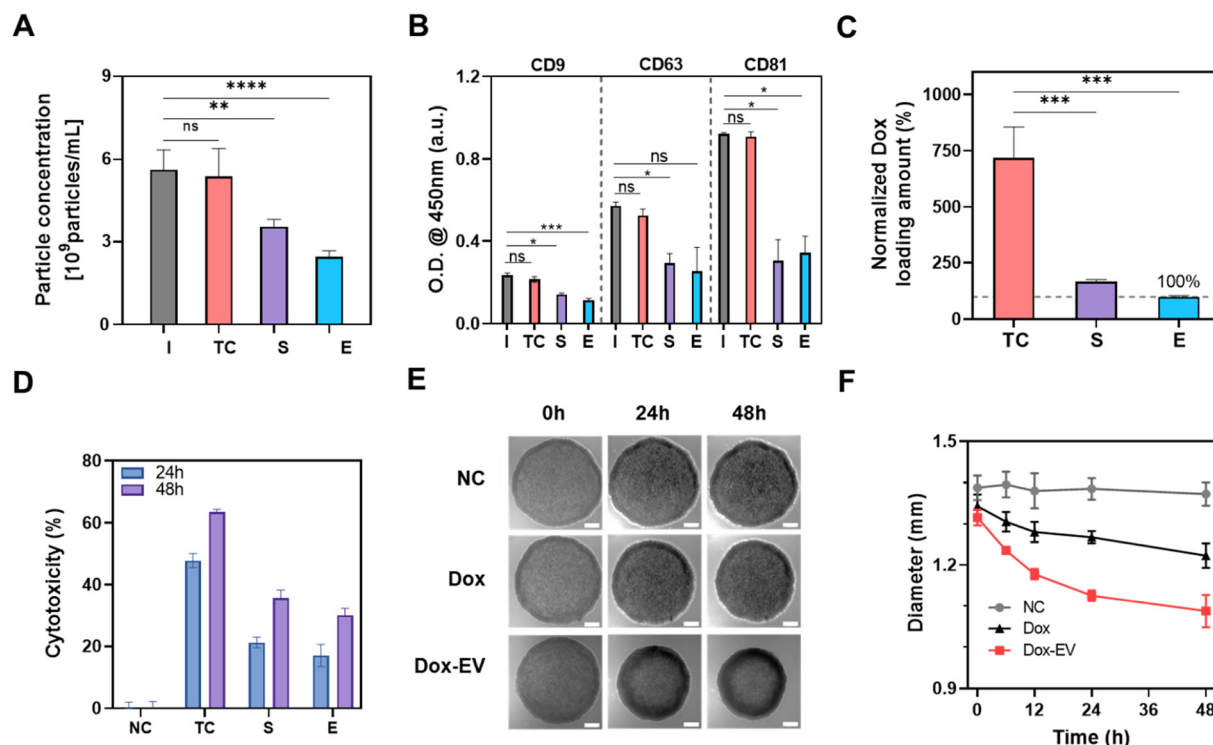 A
Particle concentration
[10⁹particles/mL]
9
6
3
0
****
**
ns
I TC S E
B
O.D. @ 450nm (a.u.)
1.2
0.8
0.4
0.0
CD9 CD63 CD81
***
*
ns
ns
*
ns
*
*
ns
I TC S E I TC S E I TC S E
C
Normalized Dox
loading amount (%)
1000
750
500
250
0
***
***
100%
TC S E
D
Cytotoxicity (%)
80
60
40
20
0
24h
48h
NC TC S E
E
0h 24h 48h
NC
Dox
Dox-EV
F
Diameter (mm)
1.5
1.2
0.9
NC
Dox
Dox-EV
0 12 24 36 48
Time (h)